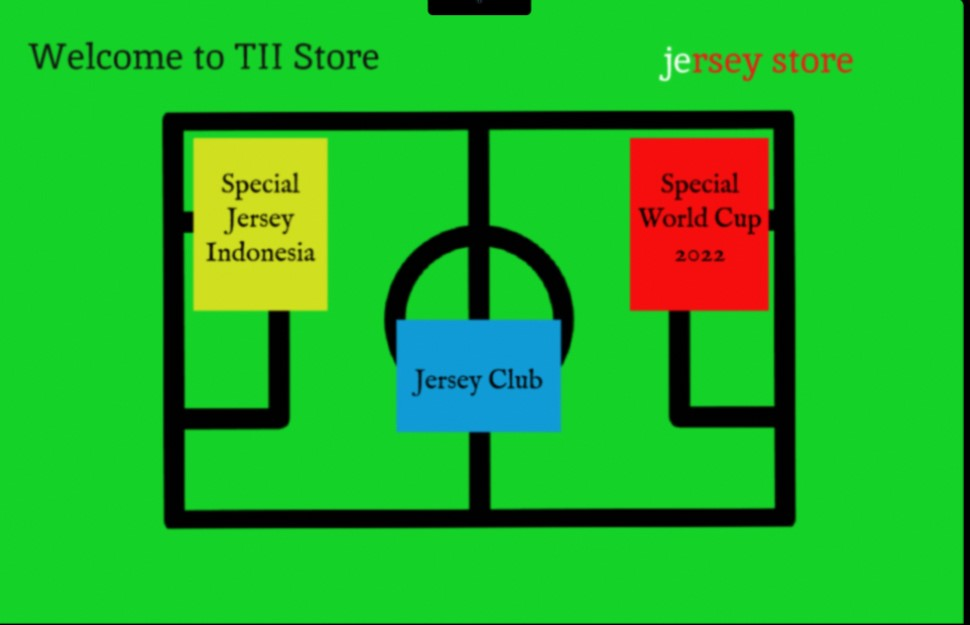 Welcome to TII Store
jersey store
Special
Jersey
Indonesia
Special
World Cup
2022
Jersey Club